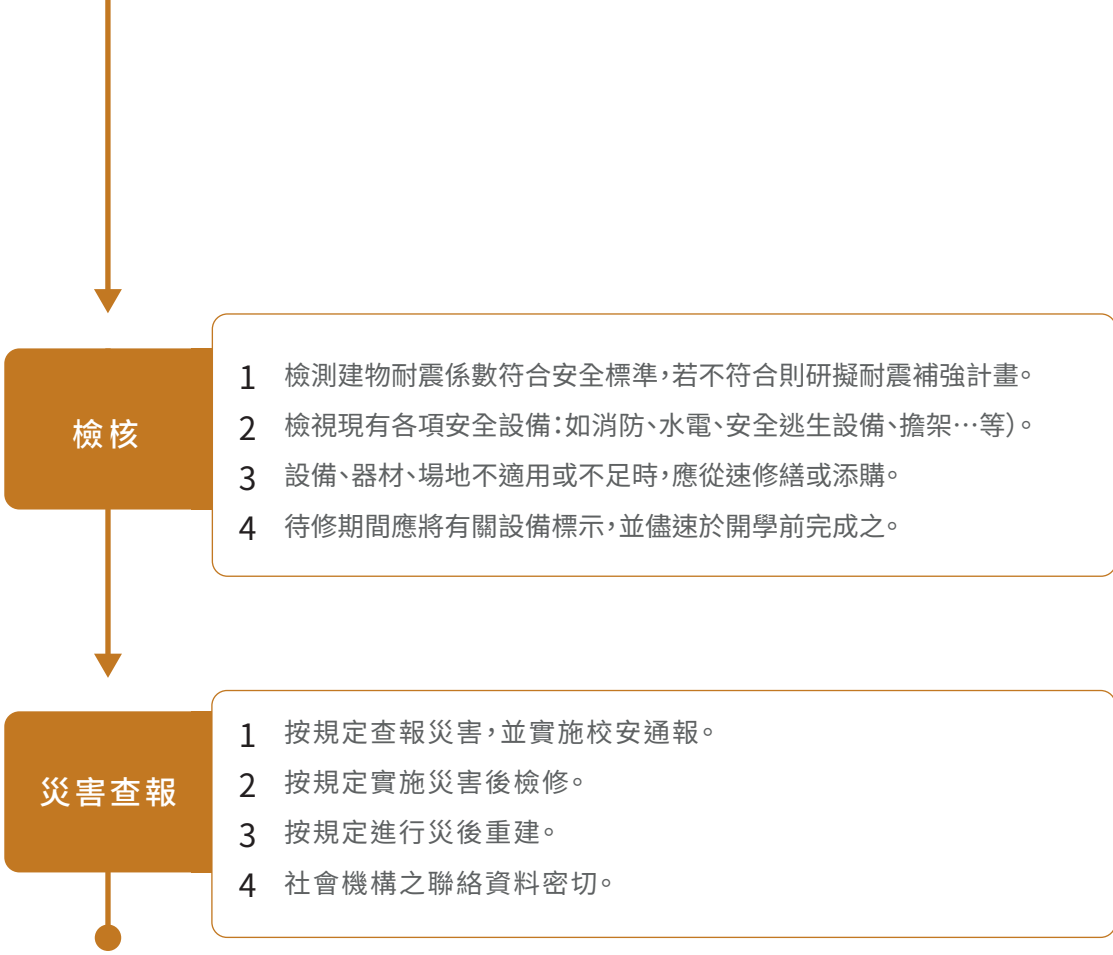 檢核
1 檢測建物耐震係數符合安全標準，若不符合則研擬耐震補強計畫。
2 檢視現有各項安全設備：如消防、水電、安全逃生設備、擔架…等）。
3 設備、器材、場地不適用或不足時，應從速修繕或添購。
4 待修期間應將有關設備標示，並儘速於開學前完成之。
災害查報
1 按規定查報災害，並實施校安通報。
2 按規定實施災害後檢修。
3 按規定進行災後重建。
4 社會機構之聯絡資料密切。